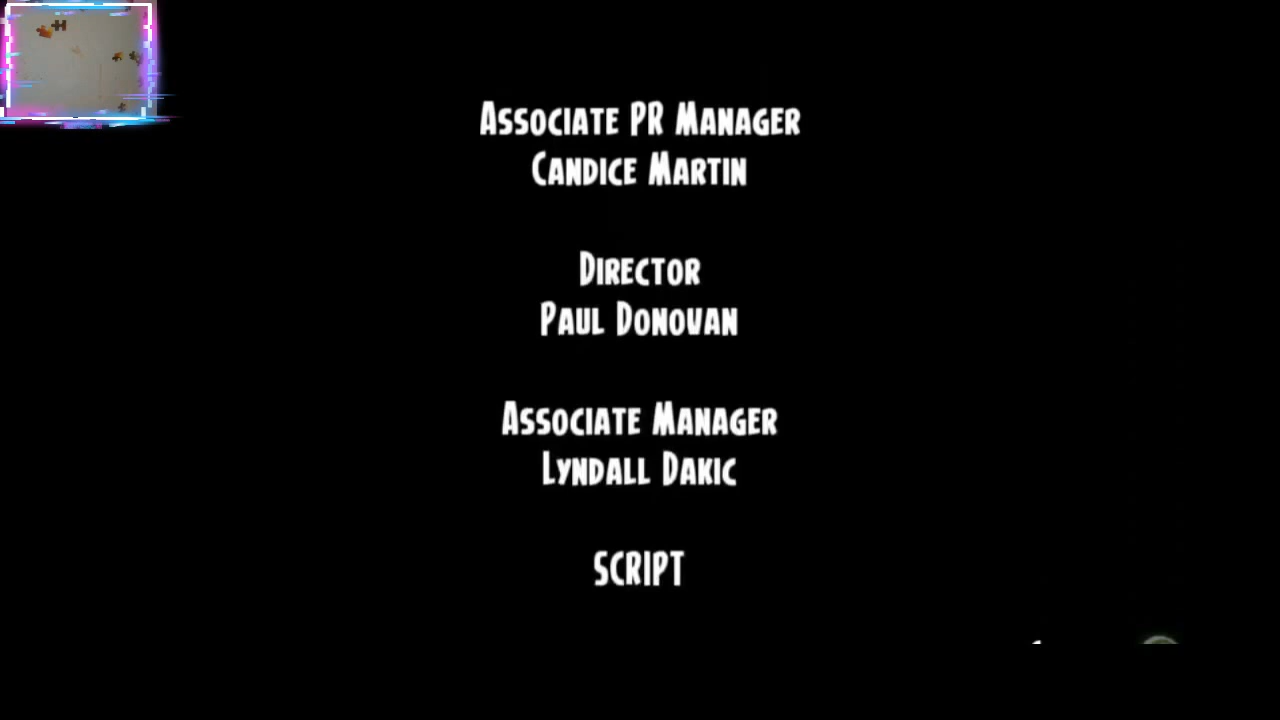 Associate PR Manager
Candice Martin
Director
Paul Donovan
Associate Manager
Lyndall Dakic
SCRIPT